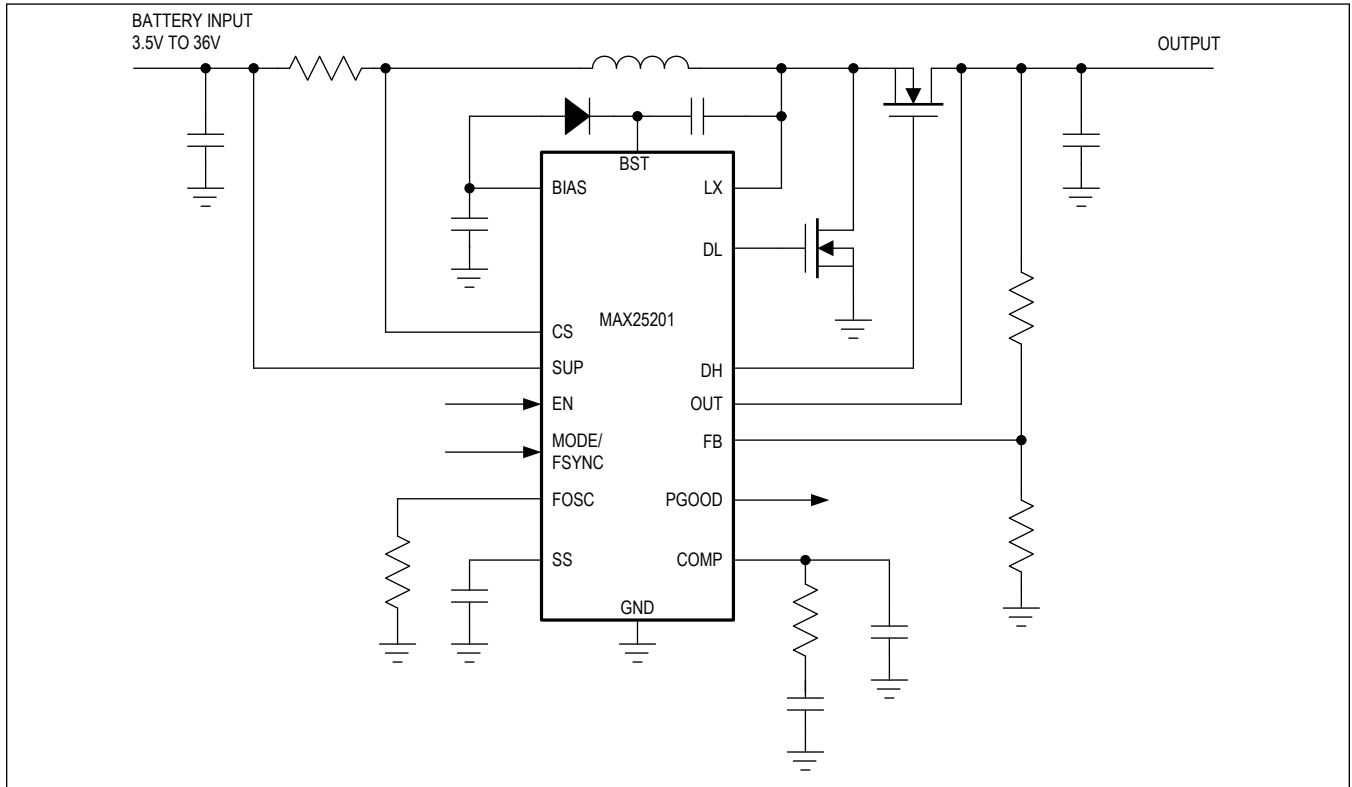 BATTERY INPUT
3.5V TO 36V
OUTPUT
BST
BIAS
LX
DL
MAX25201
CS
SUP
DH
EN
OUT
MODE/
FSYNC
FB
FOSC
PGOOD
SS
COMP
GND